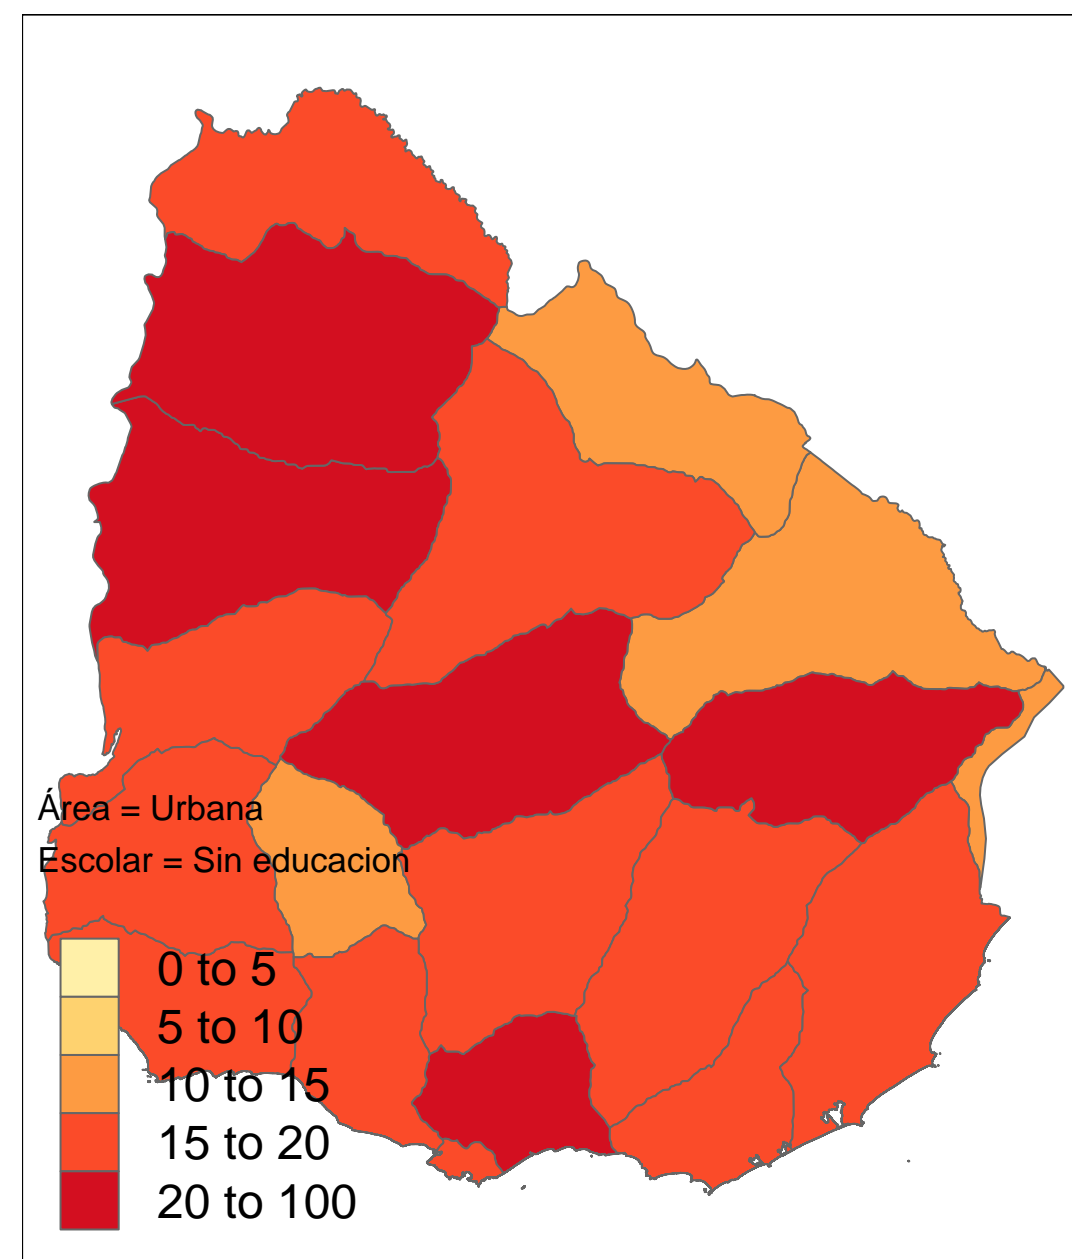 Área = Urbana
Escolar = Sin educacion
0 to 5
5 to 10
10 to 15
15 to 20
20 to 100